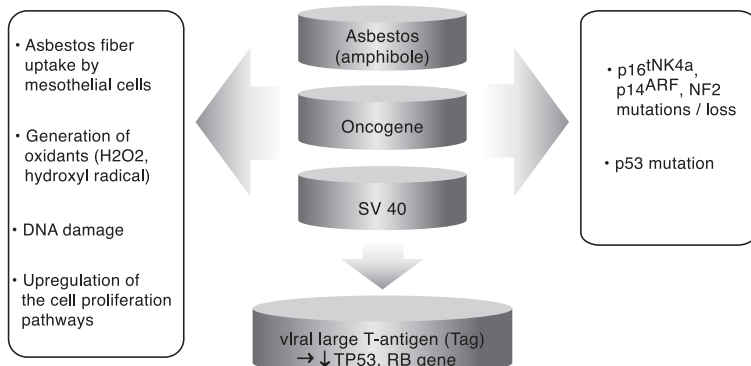 • Asbestos fiber
uptake by
mesothelial cells
• Generation of
oxidants (H2O2,
hydroxyl radical)
• DNA damage
• Upregulation of
the cell proliferation
pathways
Asbestos
(amphibole)
Oncogene
SV 40
vIral large T-antigen (Tag)
→ ↓ TP53, RB gene
• p16tNK4a,
p14ARF, NF2
mutations / loss
• p53 mutation